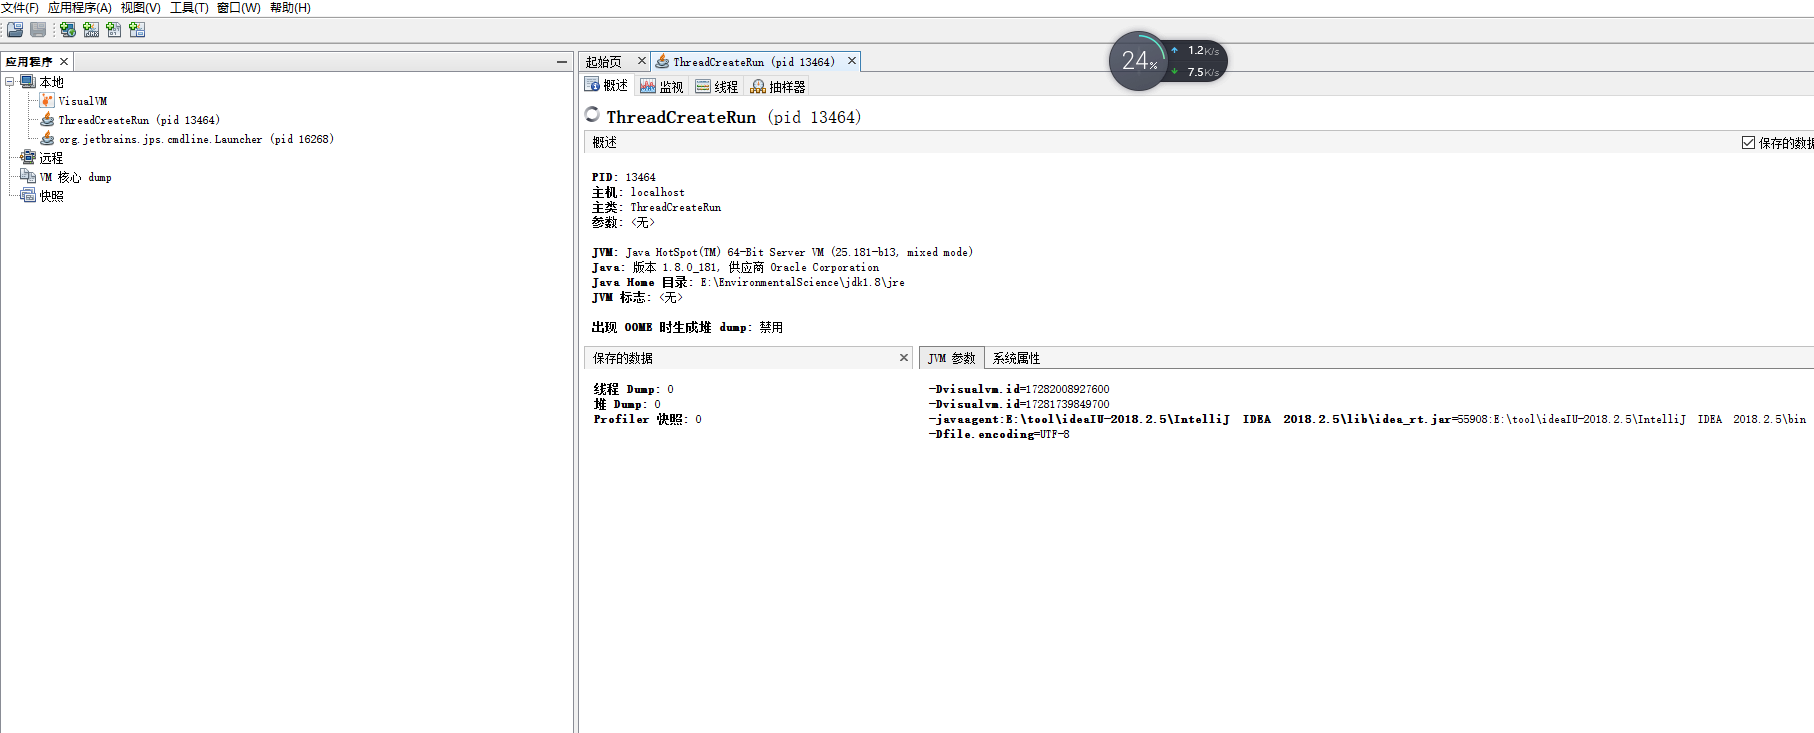 文件(F) 应用程序(A) 视图(V) 工具(T) 窗口(W) 帮助(H)
应用程序
本地
VisualVM
ThreadCreateRun (pid 13464)
org.jetbrains.jps.cmdline.Launcher (pid 16268)
远程
VM 核心 dump
快照
起始页 ThreadCreateRun (pid 13464)
24% 1.2K/s
7.5K/s
概述 监视 线程 抽样器
ThreadCreateRun (pid 13464)
概述 保存的数据
PID: 13464
主机: localhost
主类: ThreadCreateRun
参数: <无>
JVM: Java HotSpot(TM) 64-Bit Server VM (25.181-b13, mixed mode)
Java: 版本 1.8.0_181, 供应商 Oracle Corporation
Java Home 目录: E:\EnvironmentalScience\jdk1.8\jre
JVM 标志: <无>
出现 OOME 时生成堆 dump: 禁用
保存的数据
线程 Dump: 0
堆 Dump: 0
Profiler 快照: 0
JVM 参数 系统属性
-Dvisualvm.id=17282008927600
-Dvisualvm.id=17281739849700
-javaagent:E:\tool\ideaIU-2018.2.5\IntelliJ IDEA 2018.2.5\lib\idea_rt.jar=55908:E:\tool\ideaIU-2018.2.5\IntelliJ IDEA 2018.2.5\bin
-Dfile.encoding=UTF-8